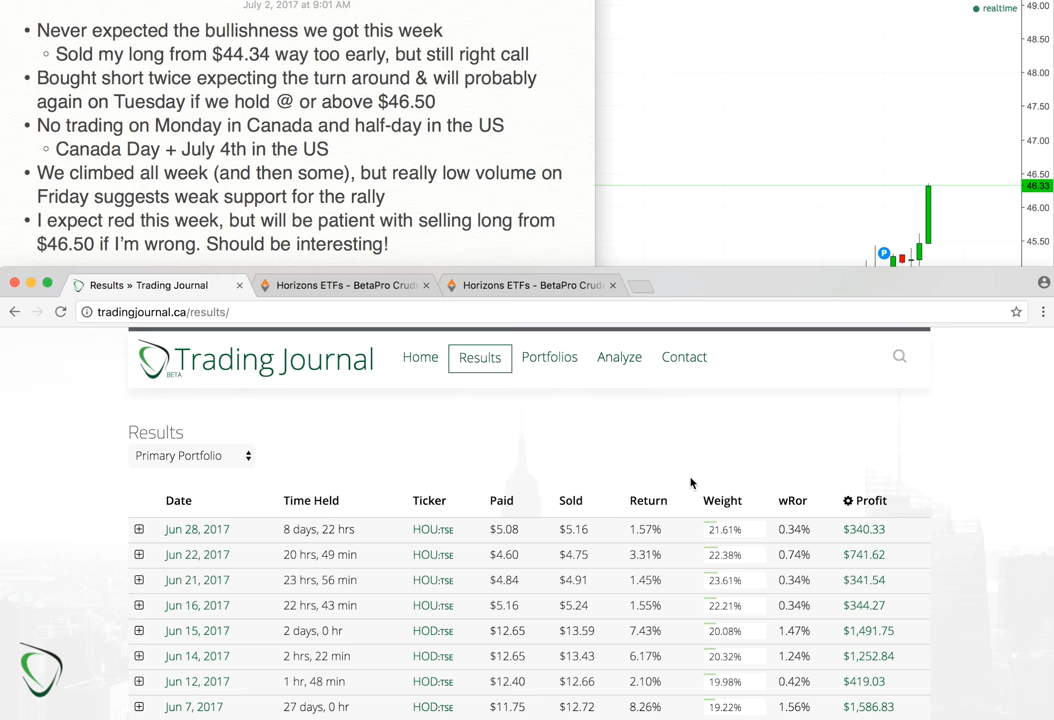 July 2, 2017 at 9:01 AM
• Never expected the bullishness we got this week
◦ Sold my long from $44.34 way too early, but still right call
• Bought short twice expecting the turn around & will probably
again on Tuesday if we hold @ or above $46.50
• No trading on Monday in Canada and half-day in the US
◦ Canada Day + July 4th in the US
• We climbed all week (and then some), but really low volume on
Friday suggests weak support for the rally
• I expect red this week, but will be patient with selling long from
$46.50 if I'm wrong. Should be interesting!
realtime
49.00
48.50
48.00
47.50
47.00
46.50
46.33
46.00
45.50
P
Results » Trading Journal
Horizons ETFs - BetaPro Crud
Horizons ETFs - BetaPro Crude
tradingjournal.ca/results/
Trading Journal
BETA
Home Results Portfolios Analyze Contact
Results
Primary Portfolio
Date Time Held Ticker Paid Sold Return Weight wRor Profit
Jun 28, 2017 8 days, 22 hrs HOU:TSE $5.08 $5.16 1.57% 21.61% 0.34% $340.33
Jun 22, 2017 20 hrs, 49 min HOU:TSE $4.60 $4.75 3.31% 22.38% 0.74% $741.62
Jun 21, 2017 23 hrs, 56 min HOU:TSE $4.84 $4.91 1.45% 23.61% 0.34% $341.54
Jun 16, 2017 22 hrs, 43 min HOU:TSE $5.16 $5.24 1.55% 22.21% 0.34% $344.27
Jun 15, 2017 2 days, 0 hr HOD:TSE $12.65 $13.59 7.43% 20.08% 1.47% $1,491.75
Jun 14, 2017 2 hrs, 22 min HOD:TSE $12.65 $13.43 6.17% 20.32% 1.24% $1,252.84
Jun 12, 2017 1 hr, 48 min HOD:TSE $12.40 $12.66 2.10% 19.98% 0.42% $419.03
Jun 7, 2017 27 days, 0 hr HOD:TSE $11.75 $12.72 8.26% 19.22% 1.56% $1,586.83